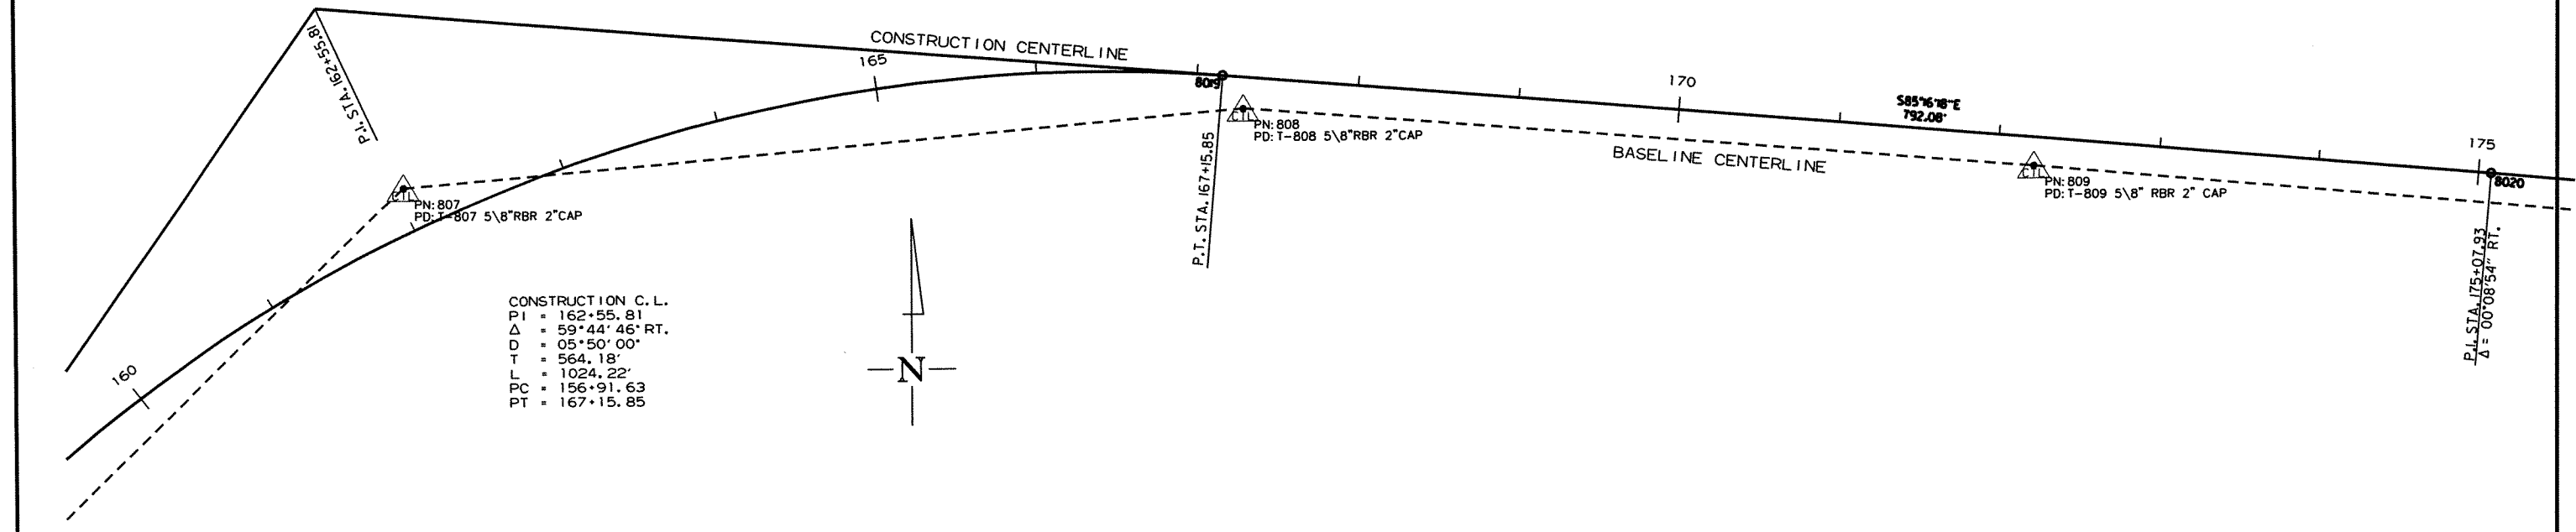 P.I. STA. 162+55.81
CONSTRUCTION CENTERLINE
165
8019
170
S85°16'18"E
792.08'
175
PN: 808
PD: T-808 5\8"RBR 2"CAP
CTL
BASELINE CENTERLINE
P.T. STA. 167+15.85
CTL
PN: 809
PD: T-809 5\8" RBR 2" CAP
8020
CTL
PN: 807
PD: T-807 5\8"RBR 2"CAP
P.I. STA. 175+07.93
Δ = 00°08'54" RT.
160
CONSTRUCTION C.L.
PI = 162+55.81
Δ = 59°44'46" RT.
D = 05°50'00"
T = 564.18'
L = 1024.22'
PC = 156+91.63
PT = 167+15.85
N